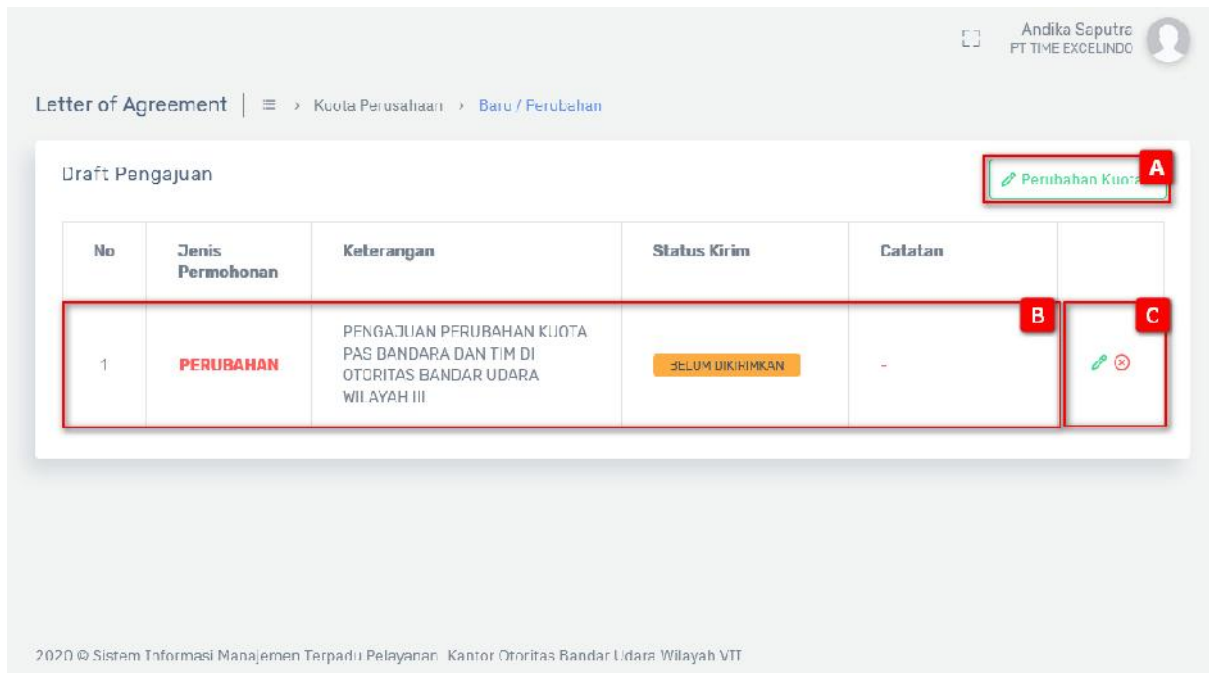 Andika Saputra
PT TIME EXCELINDO
Letter of Agreement
Kuota Perusahaan > Baru / Perubahan
Draft Pengajuan
Perubahan Kuota
A
No
Jenis
Permohonan
Keterangan
Status Kirim
Catatan
B
C
1
PERUBAHAN
PENGAJUAN PERUBAHAN KUOTA
PAS BANDARA DAN TIM DI
OTORITAS BANDAR UDARA
WILAYAH III
BELUM DIKIRIMKAN
-
2020 © Sistem Informasi Manajemen Terpadu Pelayanan Kantor Otoritas Bandar Udara Wilayah VII